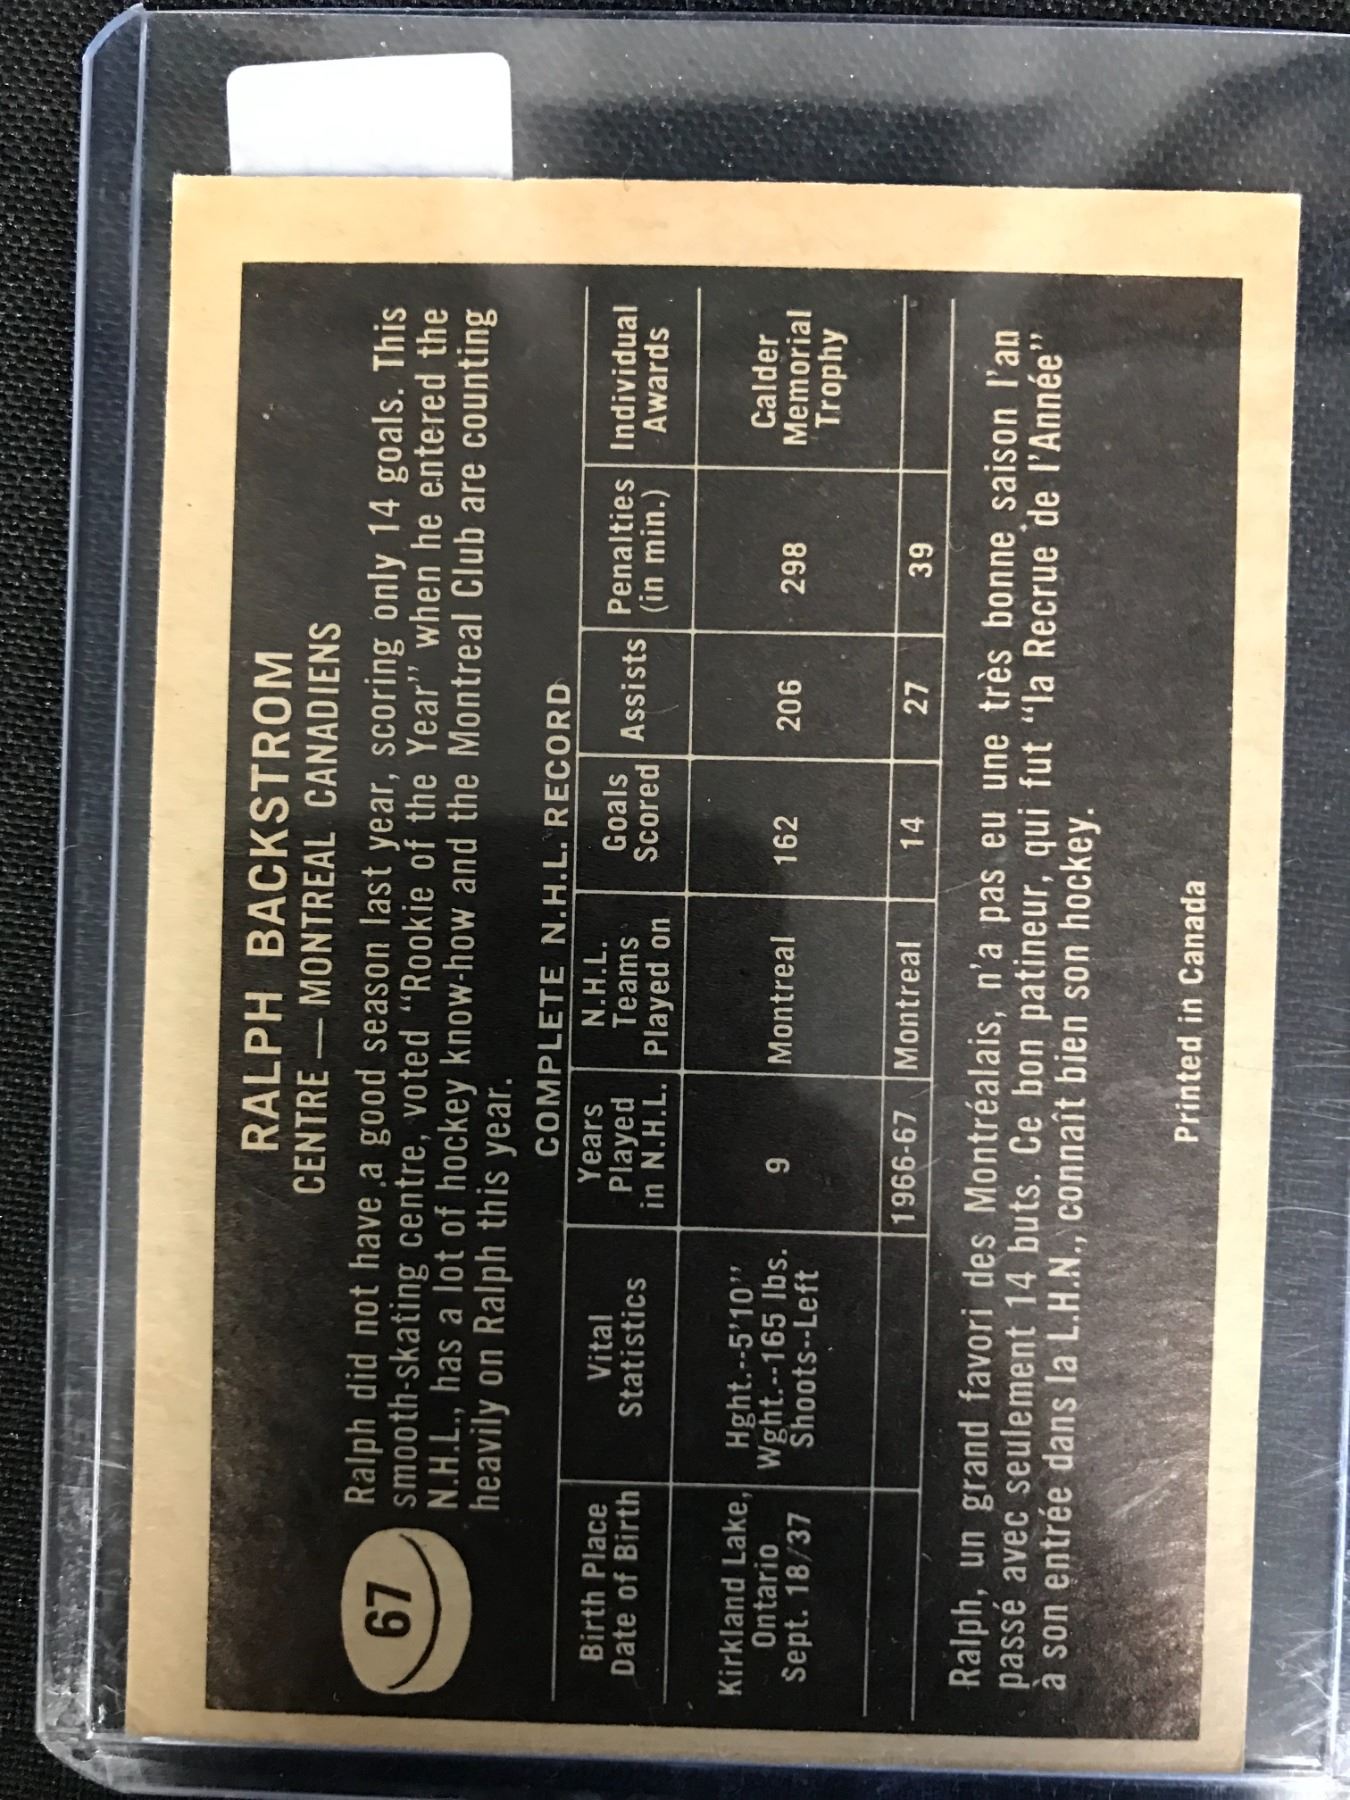 RALPH BACKSTROM
CENTRE — MONTREAL CANADIENS
67
Ralph did not have a good season last year, scoring only 14 goals. This
smooth-skating centre, voted "Rookie of the Year" when he entered the
N.H.L., has a lot of hockey know-how and the Montreal Club are counting
heavily on Ralph this year.
COMPLETE N.H.L. RECORD
Birth Place Date of Birth | Vital Statistics | Years Played in N.H.L. | N.H.L. Teams Played on | Goals Scored | Assists | Penalties (in min.) | Individual Awards
Kirkland Lake, Ontario Sept. 18/37 | Hght.--5'10" Wght.--165 lbs. Shoots--Left | 9 | Montreal | 162 | 206 | 298 | Calder Memorial Trophy
1966-67 | Montreal | 14 | 27 | 39
Ralph, un grand favori des Montréalais, n'a pas eu une très bonne saison l'an
passé avec seulement 14 buts. Ce bon patineur, qui fut "la Recrue de l'Année"
à son entrée dans la L.H.N., connaît bien son hockey.
Printed in Canada